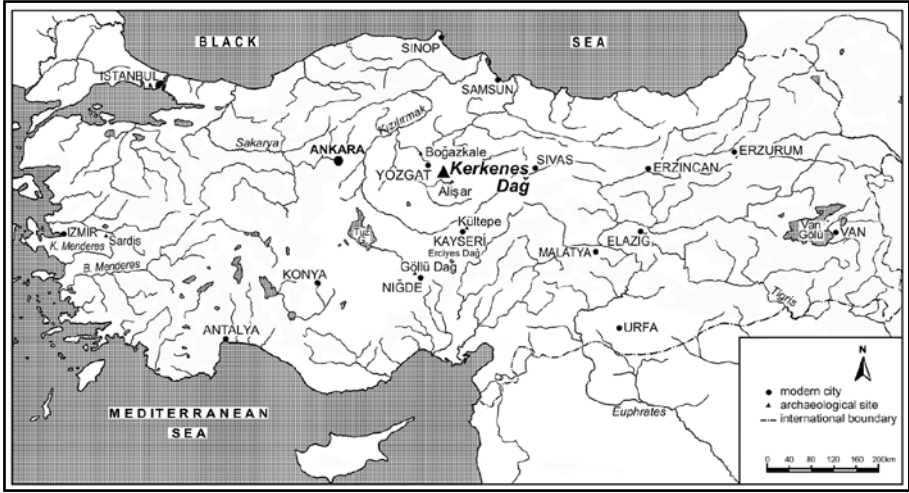 BLACK SEA
SINOP
ISTANBUL
SAMSUN
Kızılırmak
Sakarya
ANKARA
Boğazkale
YOZGAT
Kerkenes
Dağ
Alişar
SIVAS
ERZINCAN
ERZURUM
IZMIR
Sardis
K. Menderes
B. Menderes
Tuz
G.
Kültepe
KAYSERİ
Erciyes Dağ
ELAZIG
MALATYA
Van
Gölü
VAN
KONYA
Göllü Dağ
NIĞDE
Tigris
ANTALYA
URFA
Euphrates
MEDITERRANEAN
SEA
N
modern city
archaeological site
international boundary
0 40 80 120 160 200km